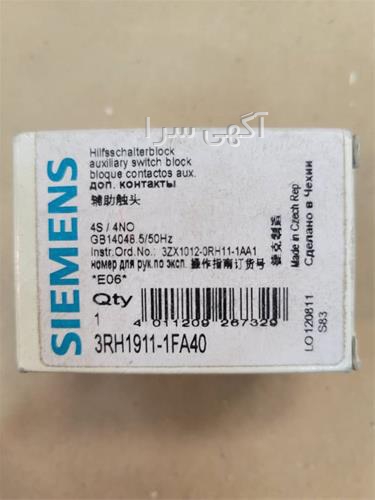 آگهی سرا
SIEMENS
Hilfsschalterblock
auxiliary switch block
bloque contactos aux.
доп. контакты
辅助触头
4S / 4NO
GB14048.5/50Hz
Instr.Ord.No.: 3ZX1012-0RH11-1AA1
номер для рук.по эксп. 操作指南订货号
*E06*
Qty
1
4 011209 267329
3RH1911-1FA40
捷克制造
Made in Czech Rep
Сделано в Чехии
LO 120811
S83